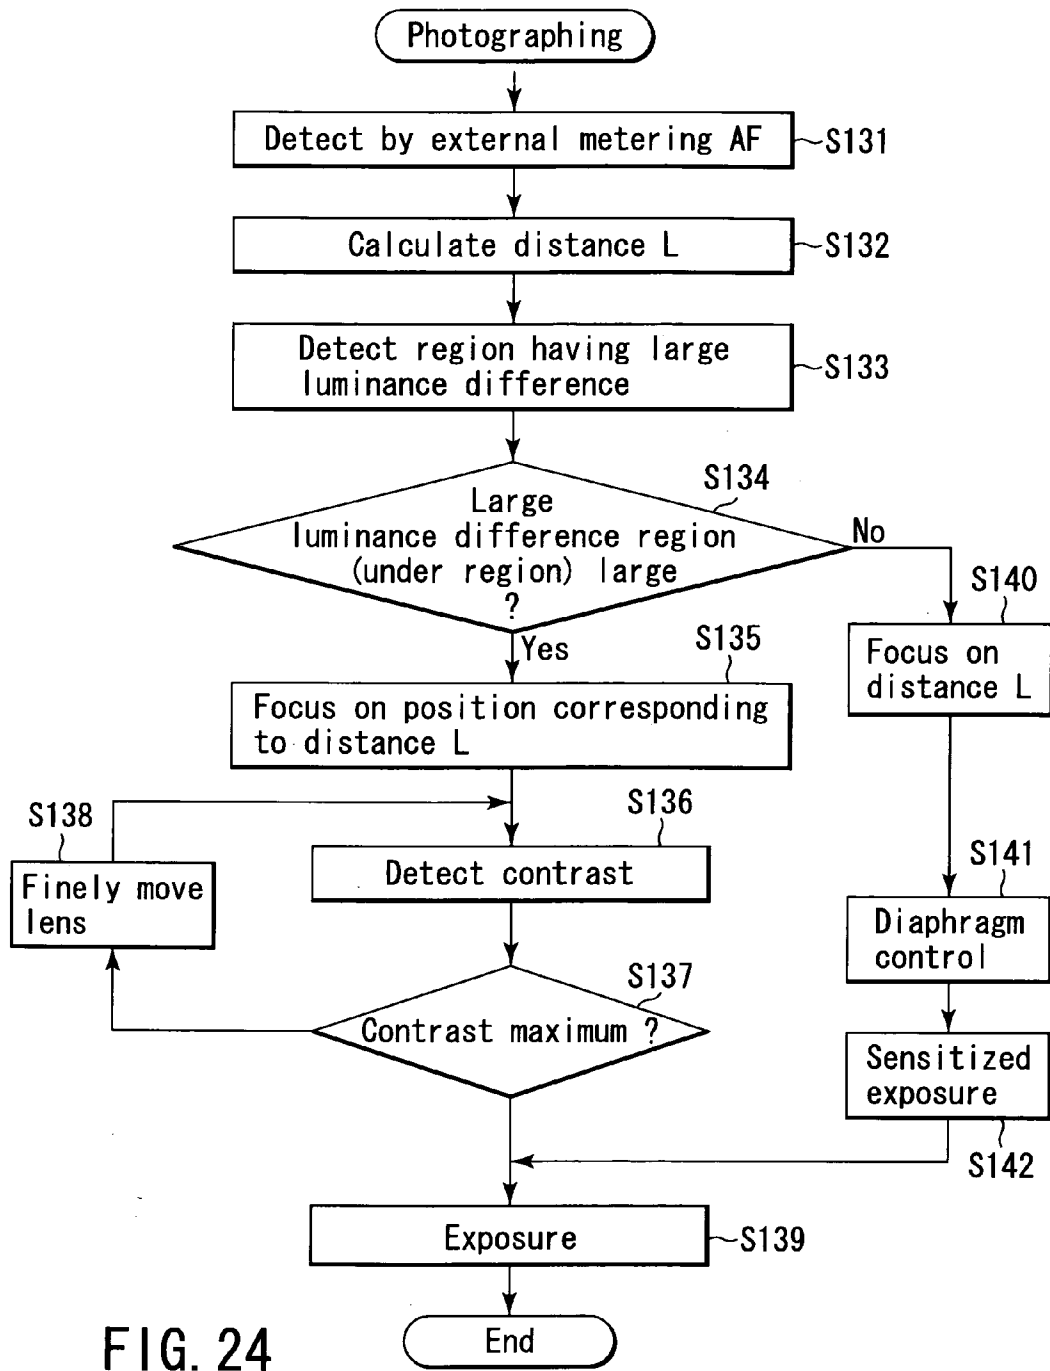 Photographing
Detect by external metering AF
S131
Calculate distance L
S132
Detect region having large
luminance difference
S133
S134
Large
luminance difference region
(under region) large
?
No
Yes
S140
Focus on
distance L
S135
Focus on position corresponding
to distance L
S138
Finely move
lens
S136
Detect contrast
S141
Diaphragm
control
S137
Contrast maximum ?
Sensitized
exposure
S142
Exposure
S139
End
FIG. 24